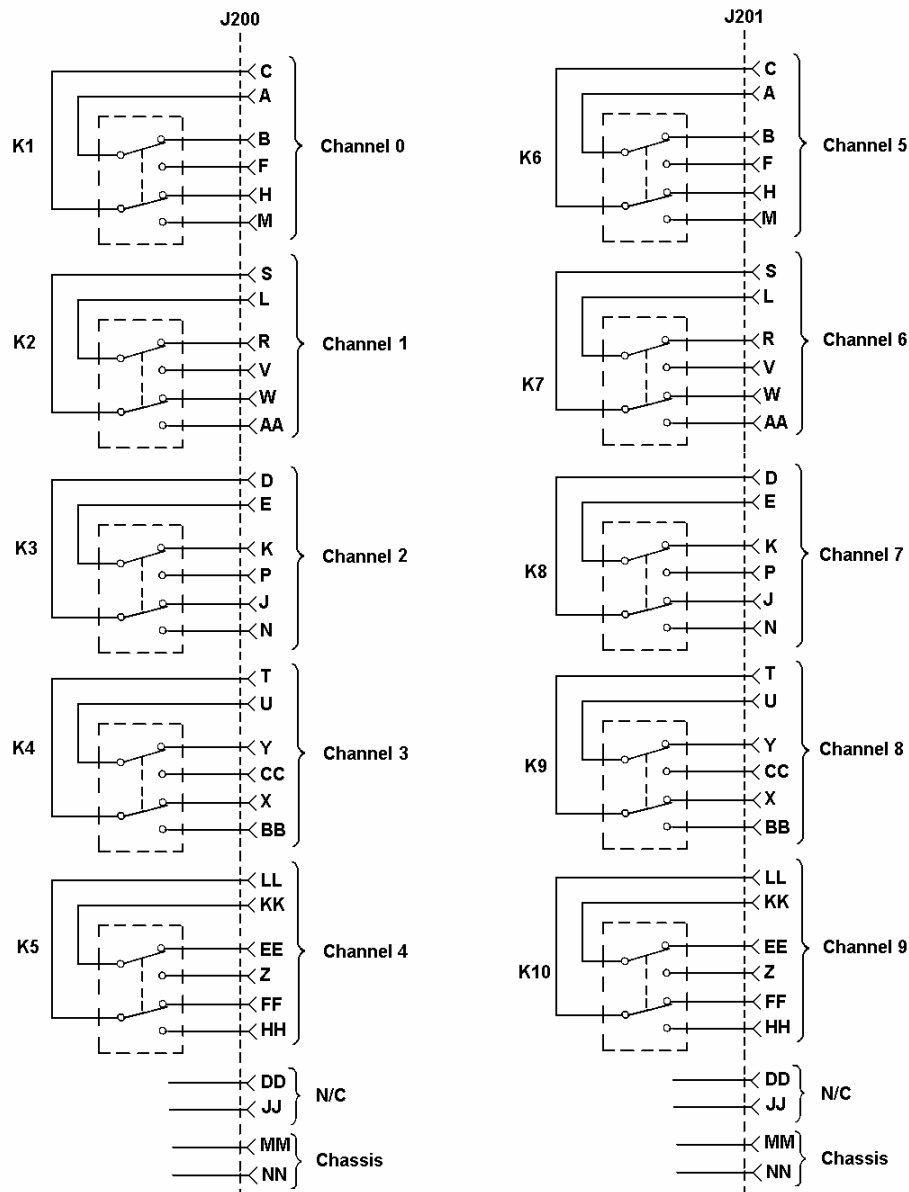 J200
C
A
K1
B
Channel 0
F
H
M
S
L
K2
R
Channel 1
V
W
AA
D
E
K3
K
Channel 2
P
J
N
T
U
K4
Y
Channel 3
CC
X
BB
LL
KK
K5
EE
Channel 4
Z
FF
HH
DD
N/C
JJ
MM
Chassis
NN
J201
C
A
K6
B
Channel 5
F
H
M
S
L
K7
R
Channel 6
V
W
AA
D
E
K8
K
Channel 7
P
J
N
T
U
K9
Y
Channel 8
CC
X
BB
LL
KK
K10
EE
Channel 9
Z
FF
HH
DD
N/C
JJ
MM
Chassis
NN